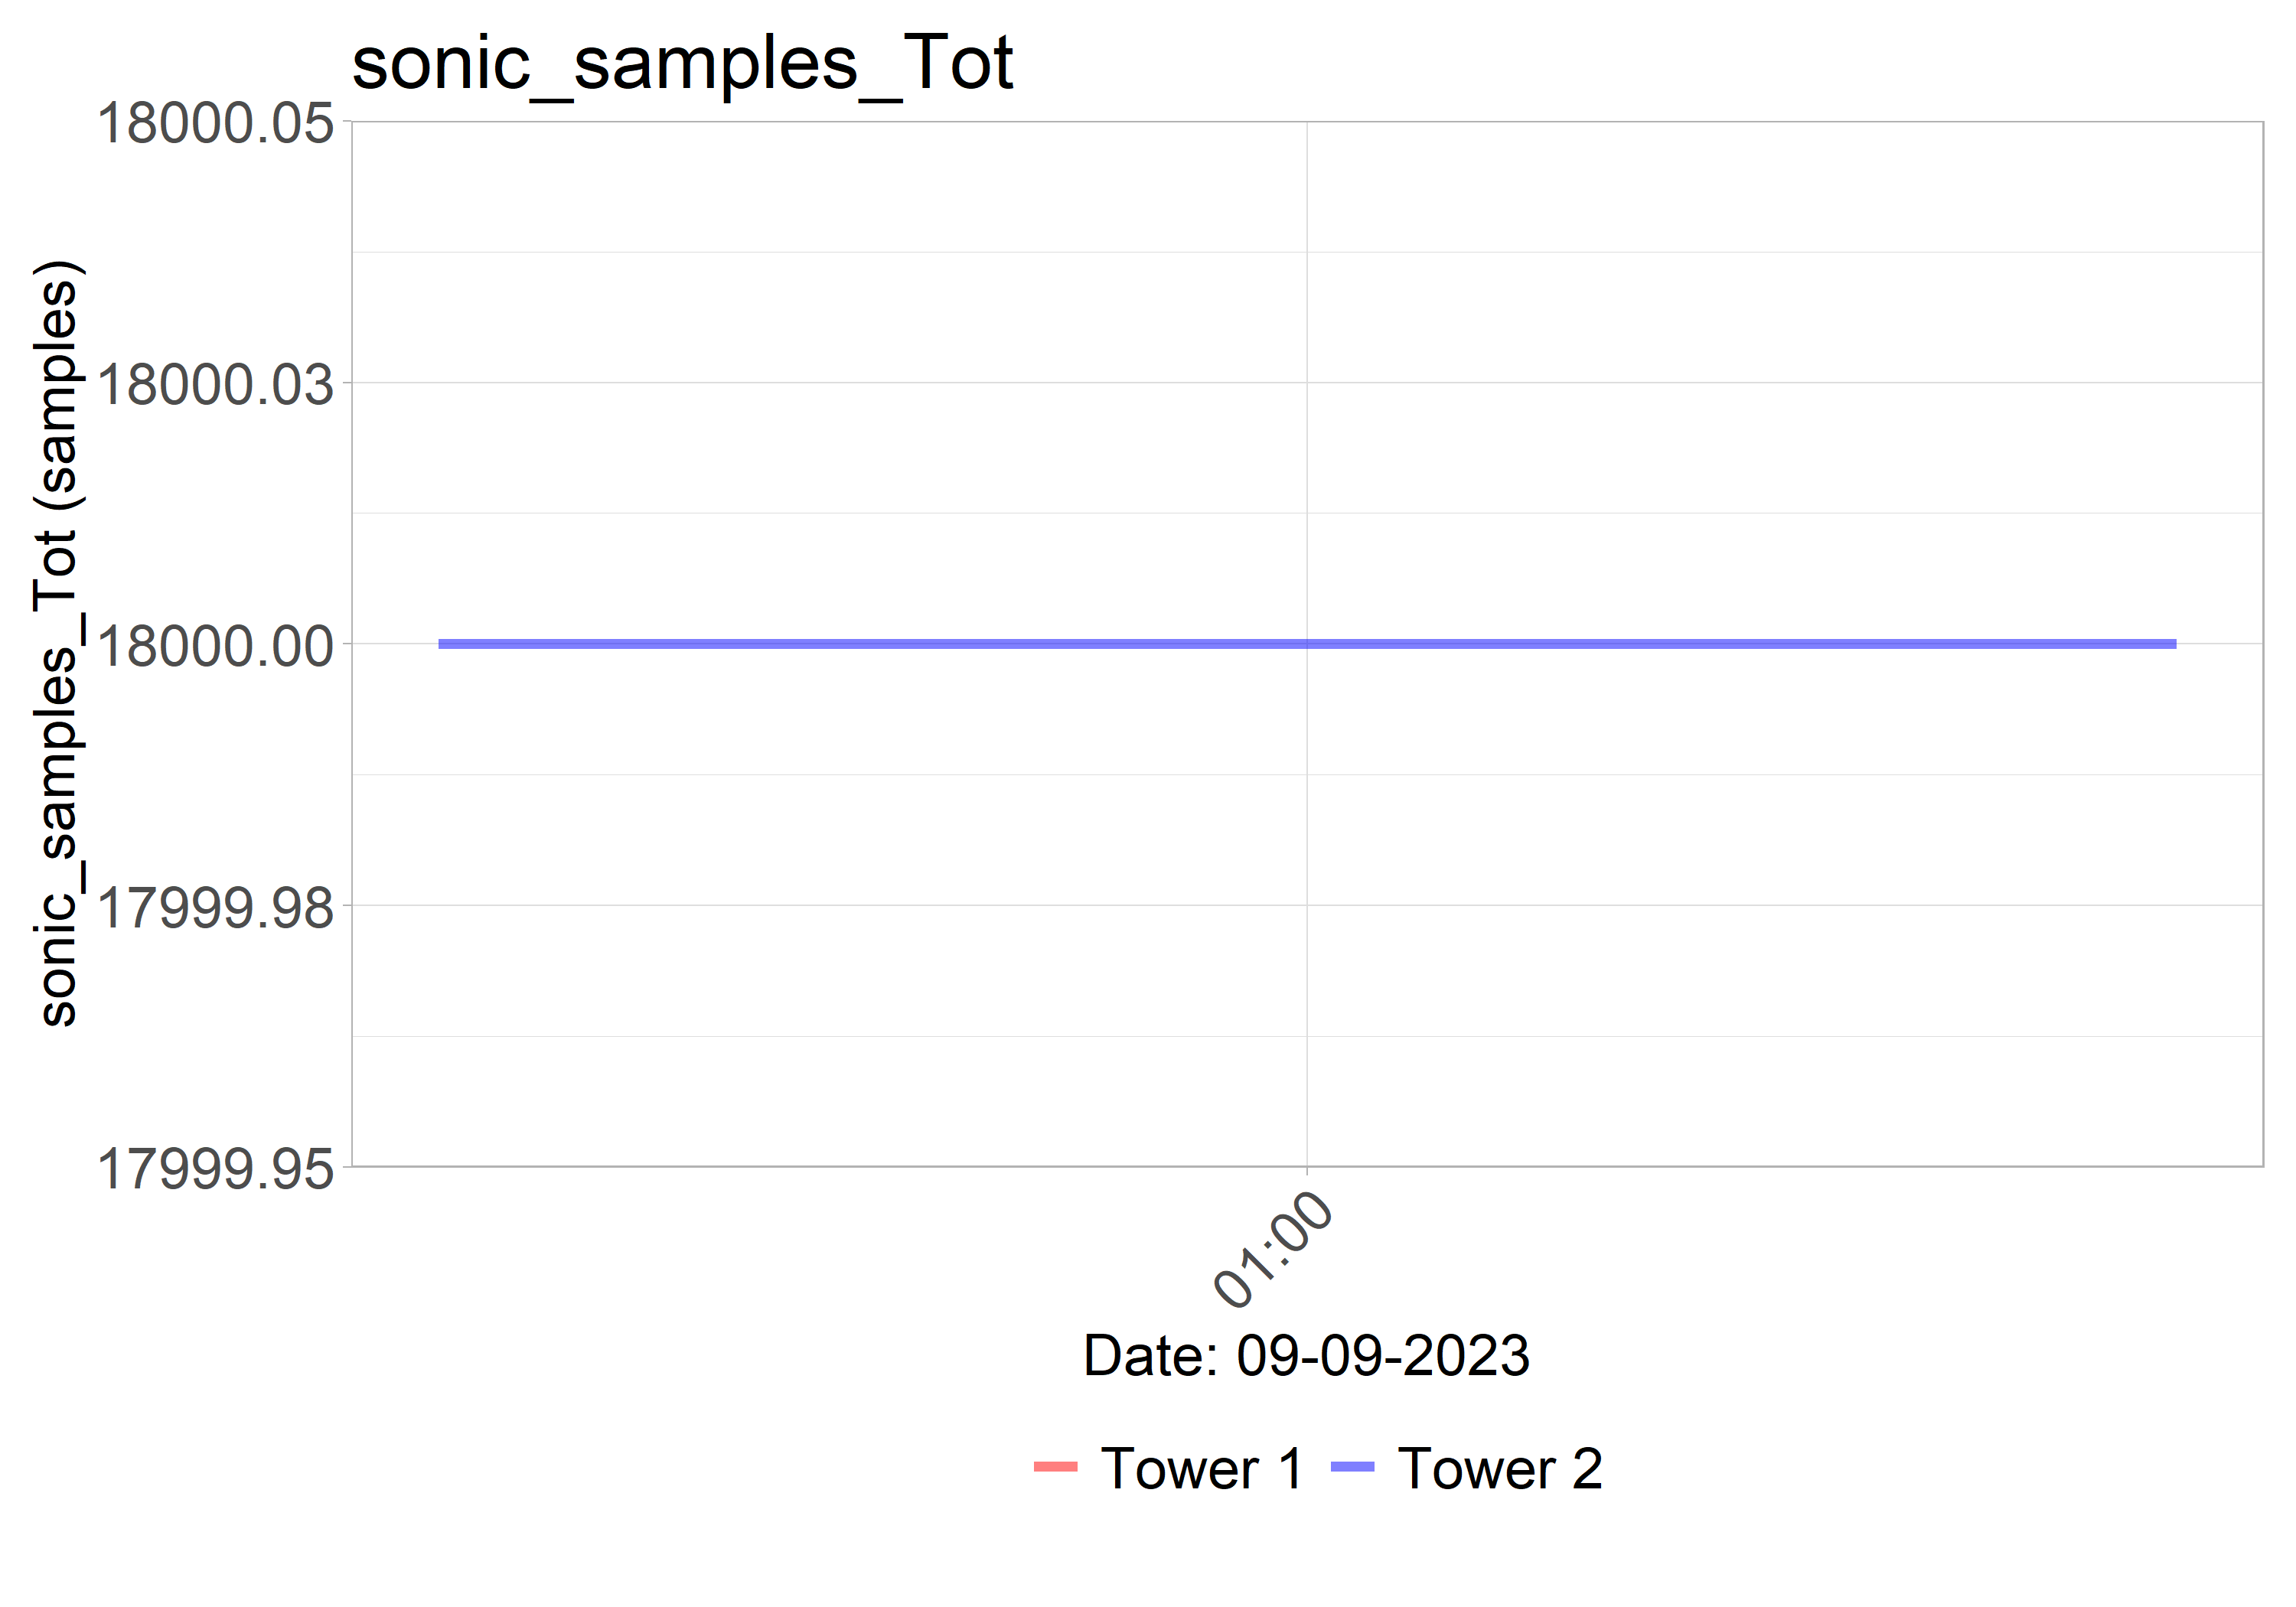 sonic_samples_Tot
sonic_samples_Tot (samples)
18000.05
18000.03
18000.00
17999.98
17999.95
01:00
Date: 09-09-2023
Tower 1 Tower 2